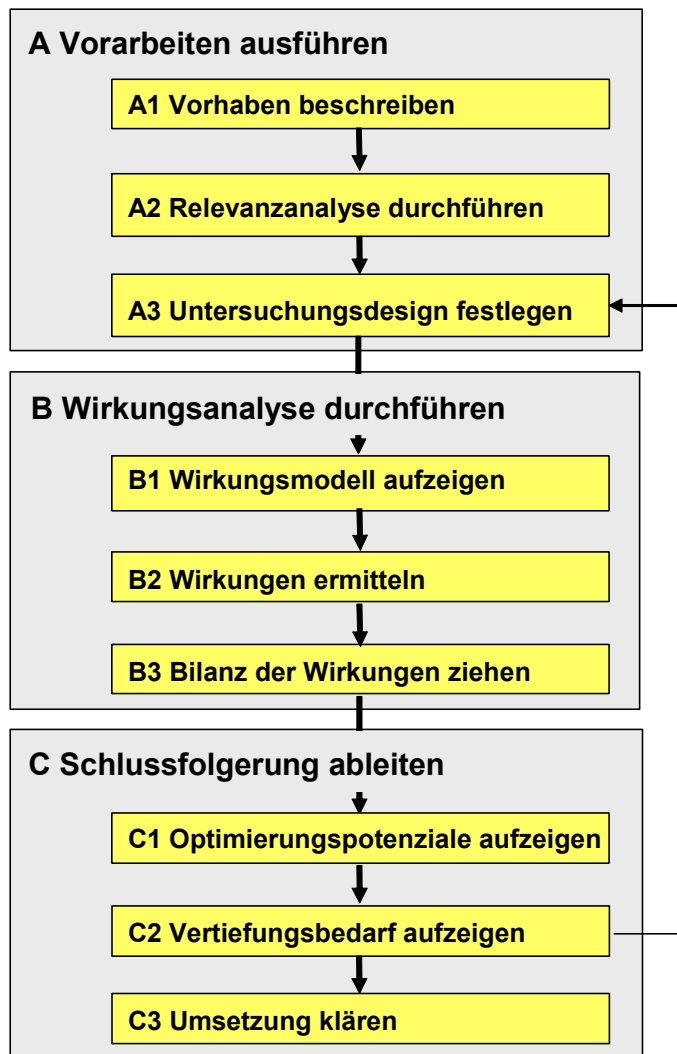 A Vorarbeiten ausführen
A1 Vorhaben beschreiben
A2 Relevanzanalyse durchführen
A3 Untersuchungsdesign festlegen
B Wirkungsanalyse durchführen
B1 Wirkungsmodell aufzeigen
B2 Wirkungen ermitteln
B3 Bilanz der Wirkungen ziehen
C Schlussfolgerung ableiten
C1 Optimierungspotenziale aufzeigen
C2 Vertiefungsbedarf aufzeigen
C3 Umsetzung klären